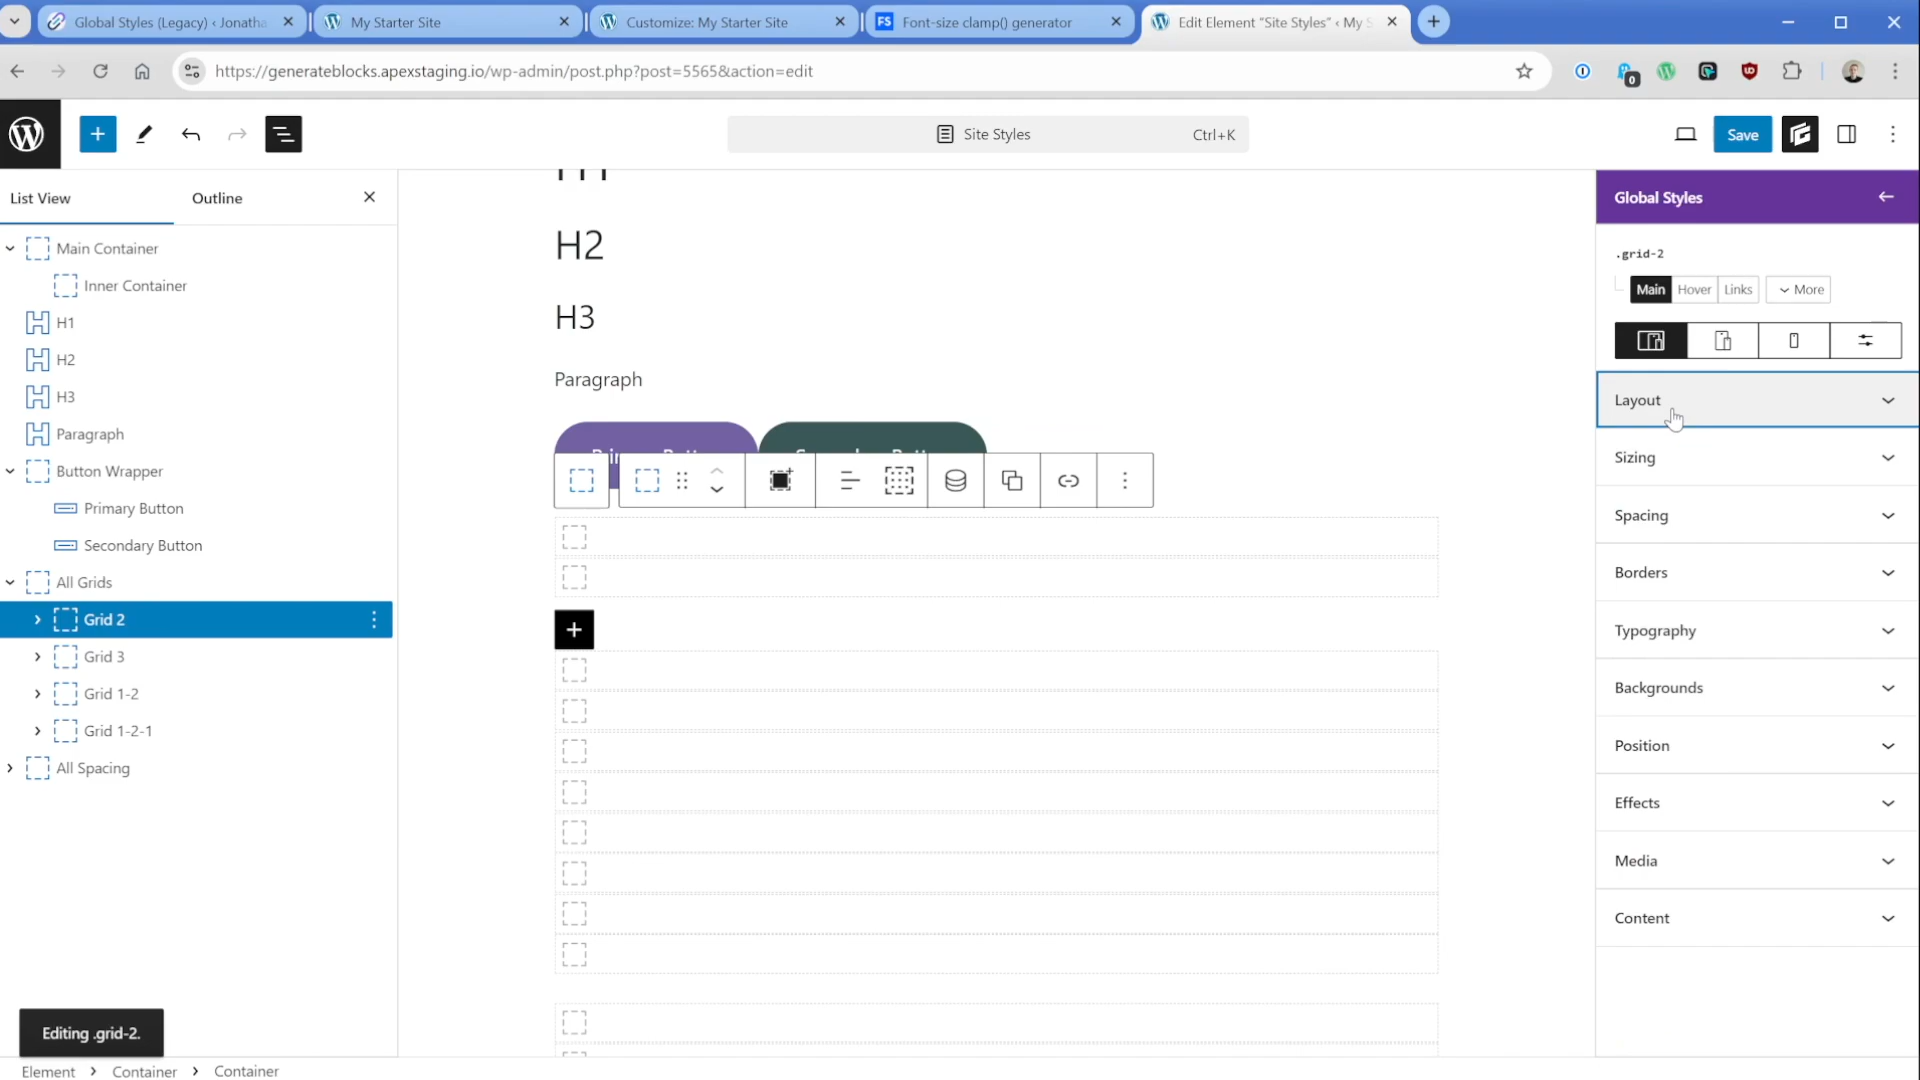 Global Styles (Legacy) ‹ Jonatha
My Starter Site
Customize: My Starter Site
FS Font-size clamp() generator
Edit Element "Site Styles" ‹ My S
https://generateblocks.apexstaging.io/wp-admin/post.php?post=5565&action=edit
0
Site Styles
Ctrl+K
Save
List View
Outline
Main Container
Inner Container
H1
H2
H3
Paragraph
Button Wrapper
Primary Button
Secondary Button
All Grids
Grid 2
Grid 3
Grid 1-2
Grid 1-2-1
All Spacing
Editing .grid-2.
Element > Container > Container
H1
H2
H3
Paragraph
Global Styles
.grid-2
Main
Hover
Links
More
Layout
Sizing
Spacing
Borders
Typography
Backgrounds
Position
Effects
Media
Content